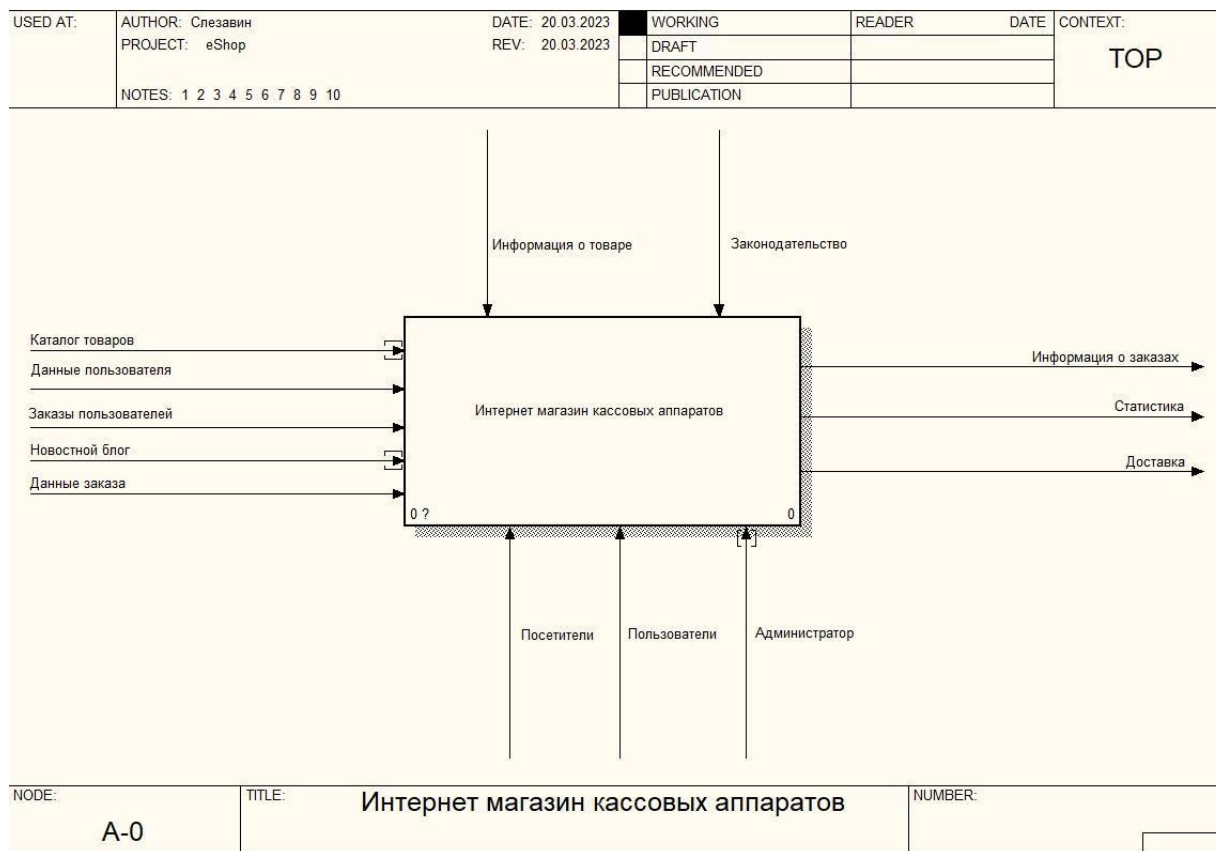 USED AT:
AUTHOR: Слезавин
DATE: 20.03.2023
WORKING
READER
DATE
CONTEXT:
PROJECT: eShop
REV: 20.03.2023
DRAFT
TOP
RECOMMENDED
NOTES: 1 2 3 4 5 6 7 8 9 10
PUBLICATION
Информация о товаре
Законодательство
Каталог товаров
Данные пользователя
Заказы пользователей
Новостной блог
Данные заказа
Интернет магазин кассовых аппаратов
0 ?
0
Информация о заказах
Статистика
Доставка
Посетители
Пользователи
Администратор
NODE:
A-0
TITLE:
Интернет магазин кассовых аппаратов
NUMBER: